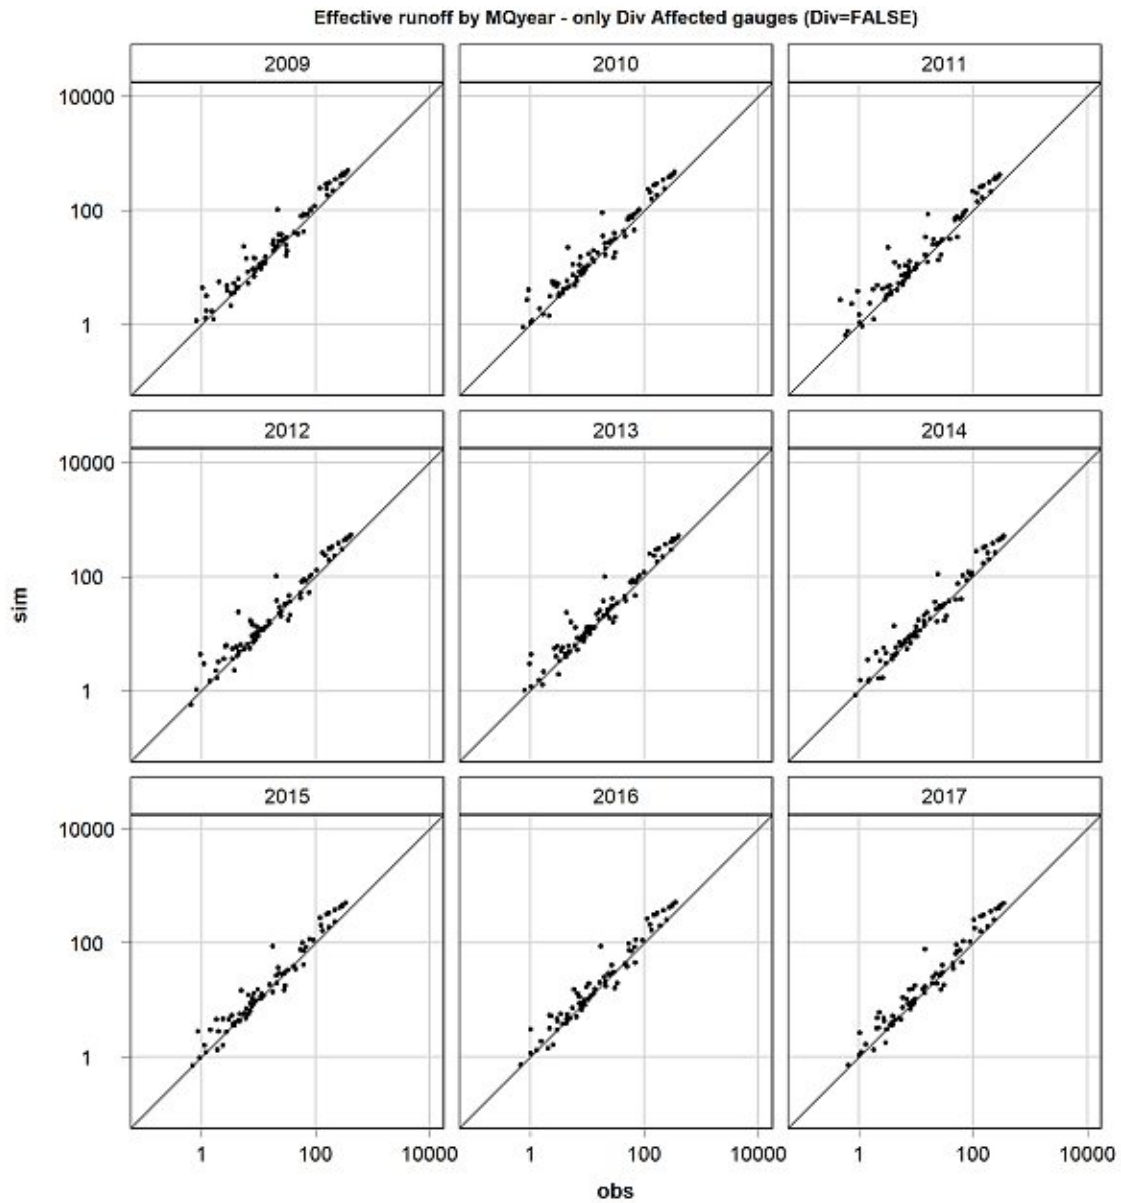 Effective runoff by MQyear - only Div Affected gauges (Div=FALSE)
2009 2010 2011
10000
100
1
2012 2013 2014
10000
100
1
sim
2015 2016 2017
10000
100
1
1 100 10000 1 100 10000 1 100 10000
obs